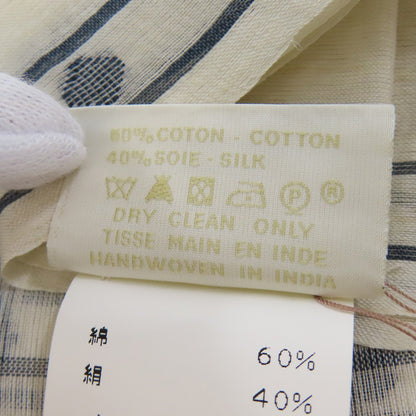 60% COTON - COTTON
40% SOIE - SILK
P ®
DRY CLEAN ONLY
TISSE MAIN EN INDE
HANDWOVEN IN INDIA
綿 60%
絹 40%